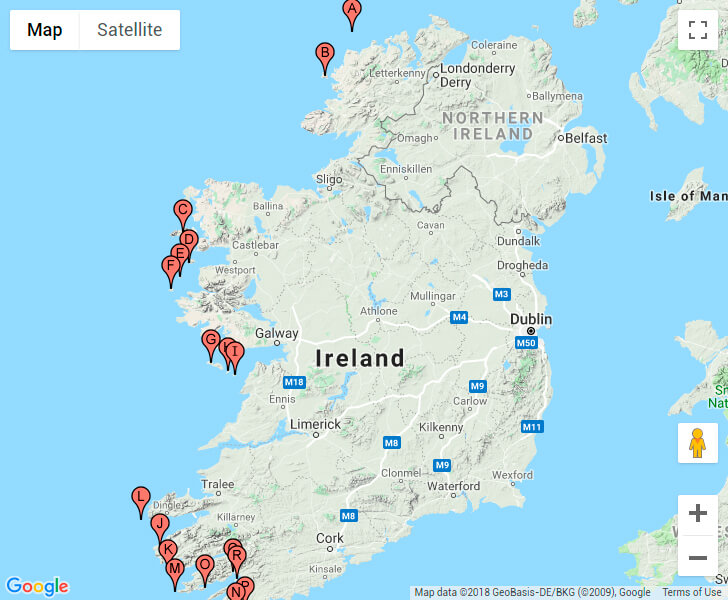 Map Satellite
A
B
Coleraine
Letterkenny
Londonderry
Derry
Ballymena
NORTHERN
IRELAND
Omagh
Belfast
Enniskillen
Sligo
Isle of Man
Ballina
C
Cavan
D
Dundalk
Castlebar
E
F
Westport
Drogheda
M3
Mullingar
Athlone
M4
Dublin
G
Galway
M50
I
Ireland
M18
M9
Ennis
Carlow
Limerick
Kilkenny
M11
M8
M9
Clonmel
Wexford
Tralee
Waterford
L
Dingle
Killarney
M8
J
Cork
K
R
M
O
Kinsale
P
N
Google
Map data ©2018 GeoBasis-DE/BKG (©2009), Google Terms of Use